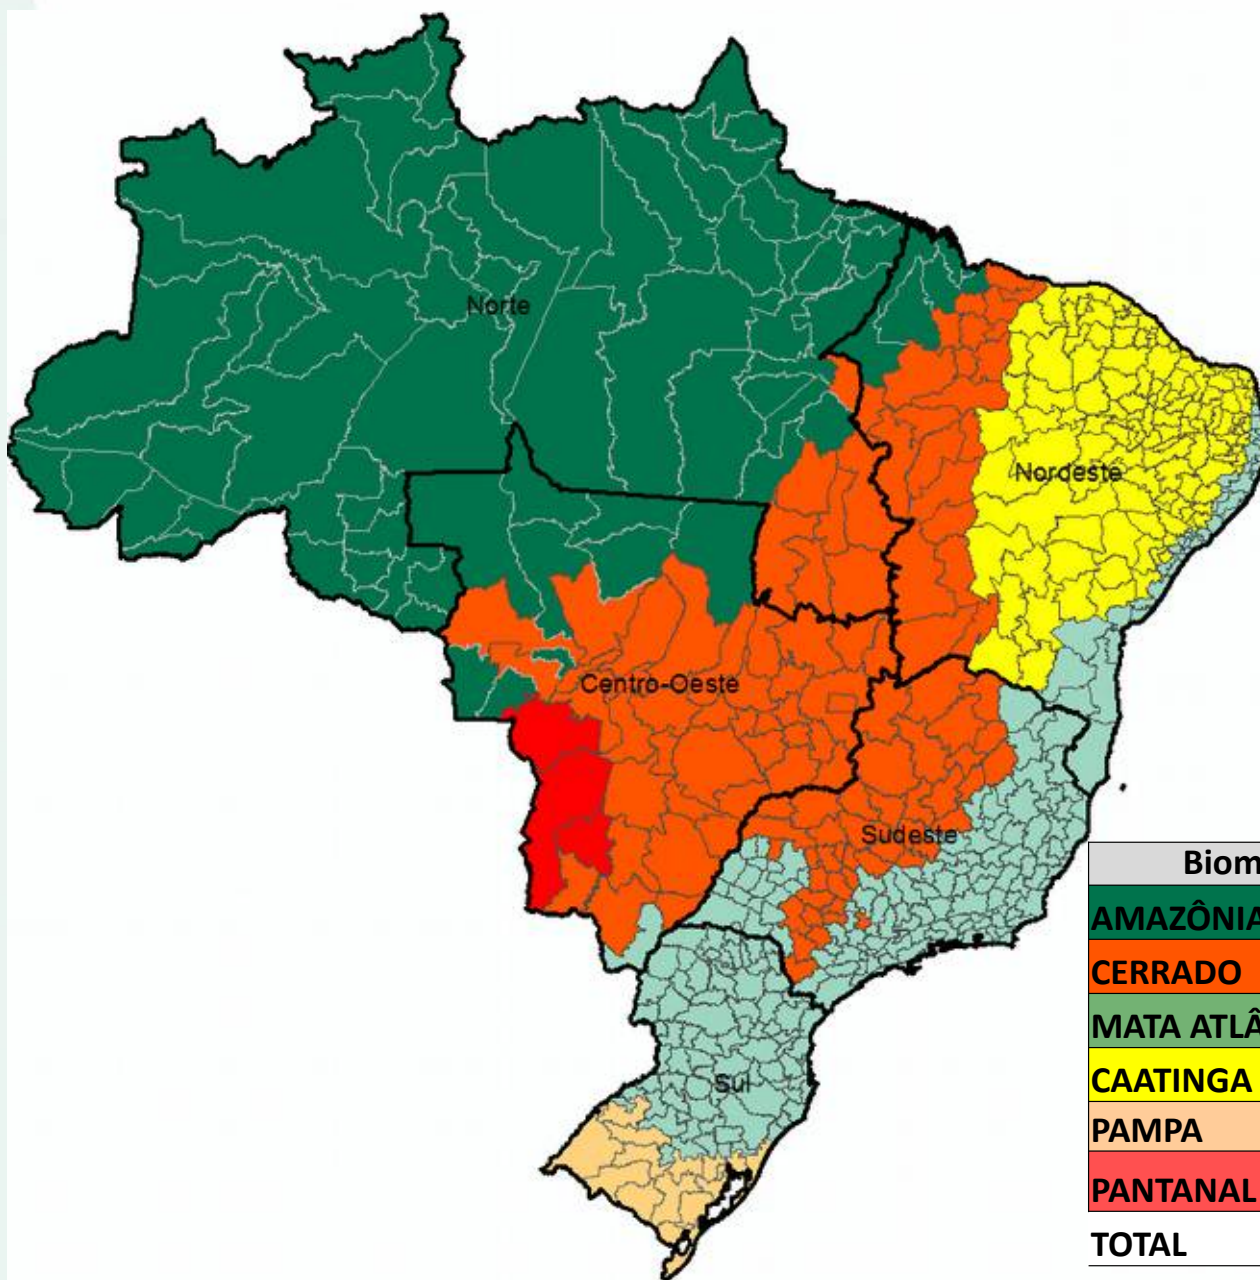 Norte
Nordeste
Centro-Oeste
Sudeste
Sul
Biom
AMAZÔNIA
CERRADO
MATA ATLÂ
CAATINGA
PAMPA
PANTANAL
TOTAL